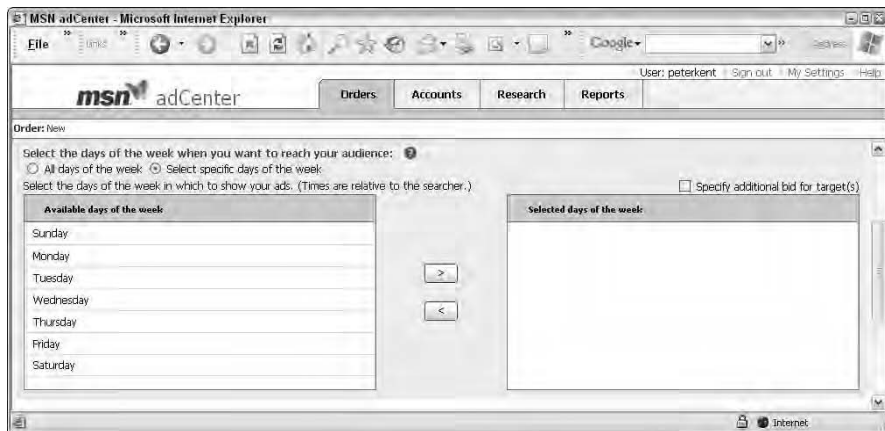 MSN adCenter - Microsoft Internet Explorer
File » Links » Google »
User: peterkent Sign out My Settings Help
msn adCenter Orders Accounts Research Reports
Order: New
Select the days of the week when you want to reach your audience: ?
All days of the week Select specific days of the week
Select the days of the week in which to show your ads. (Times are relative to the searcher.) Specify additional bid for target(s)
Available days of the week Selected days of the week
Sunday
Monday
Tuesday
Wednesday
Thursday
Friday
Saturday
>
<
Internet